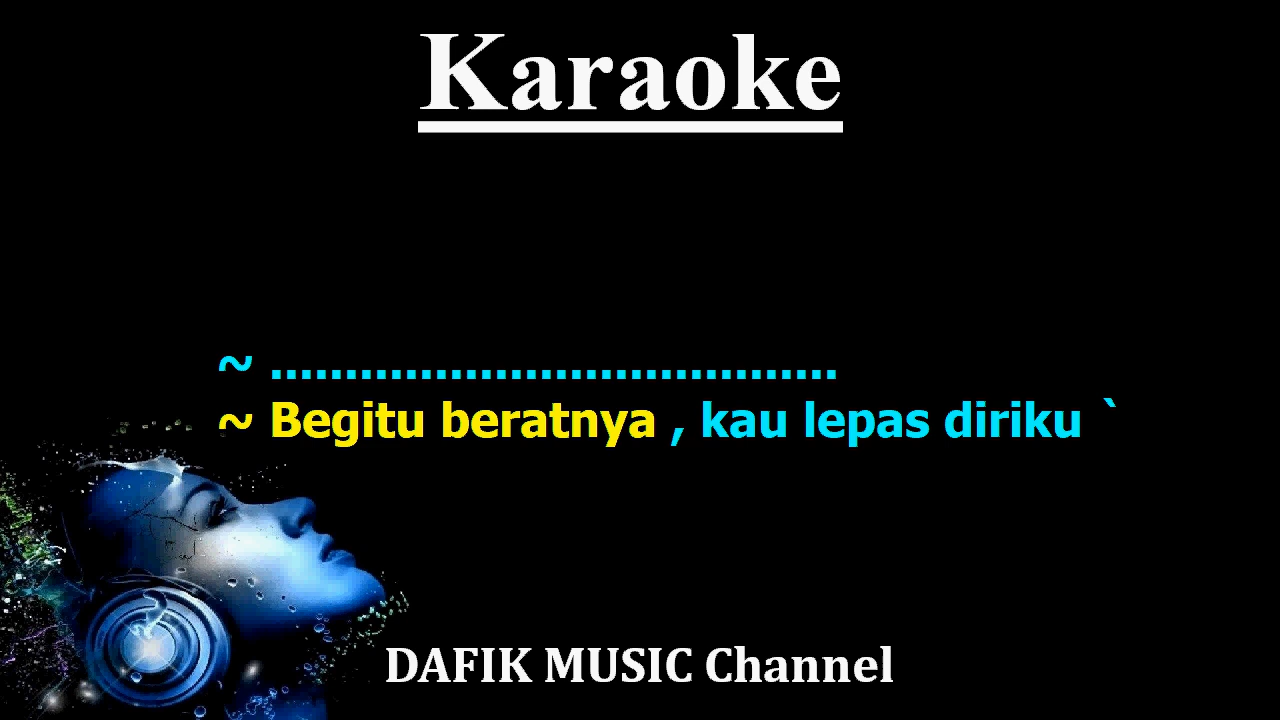 Karaoke
~ ......................................
~ Begitu beratnya , kau lepas diriku `
DAFIK MUSIC Channel